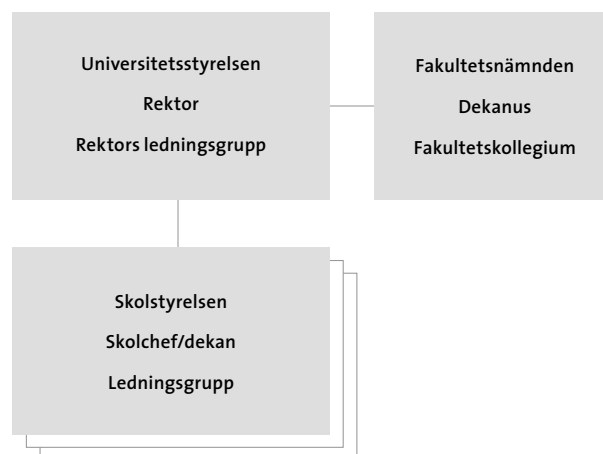 Universitetsstyrelsen
Rektor
Rektors ledningsgrupp
Fakultetsnämnden
Dekanus
Fakultetskollegium
Skolstyrelsen
Skolchef/dekan
Ledningsgrupp